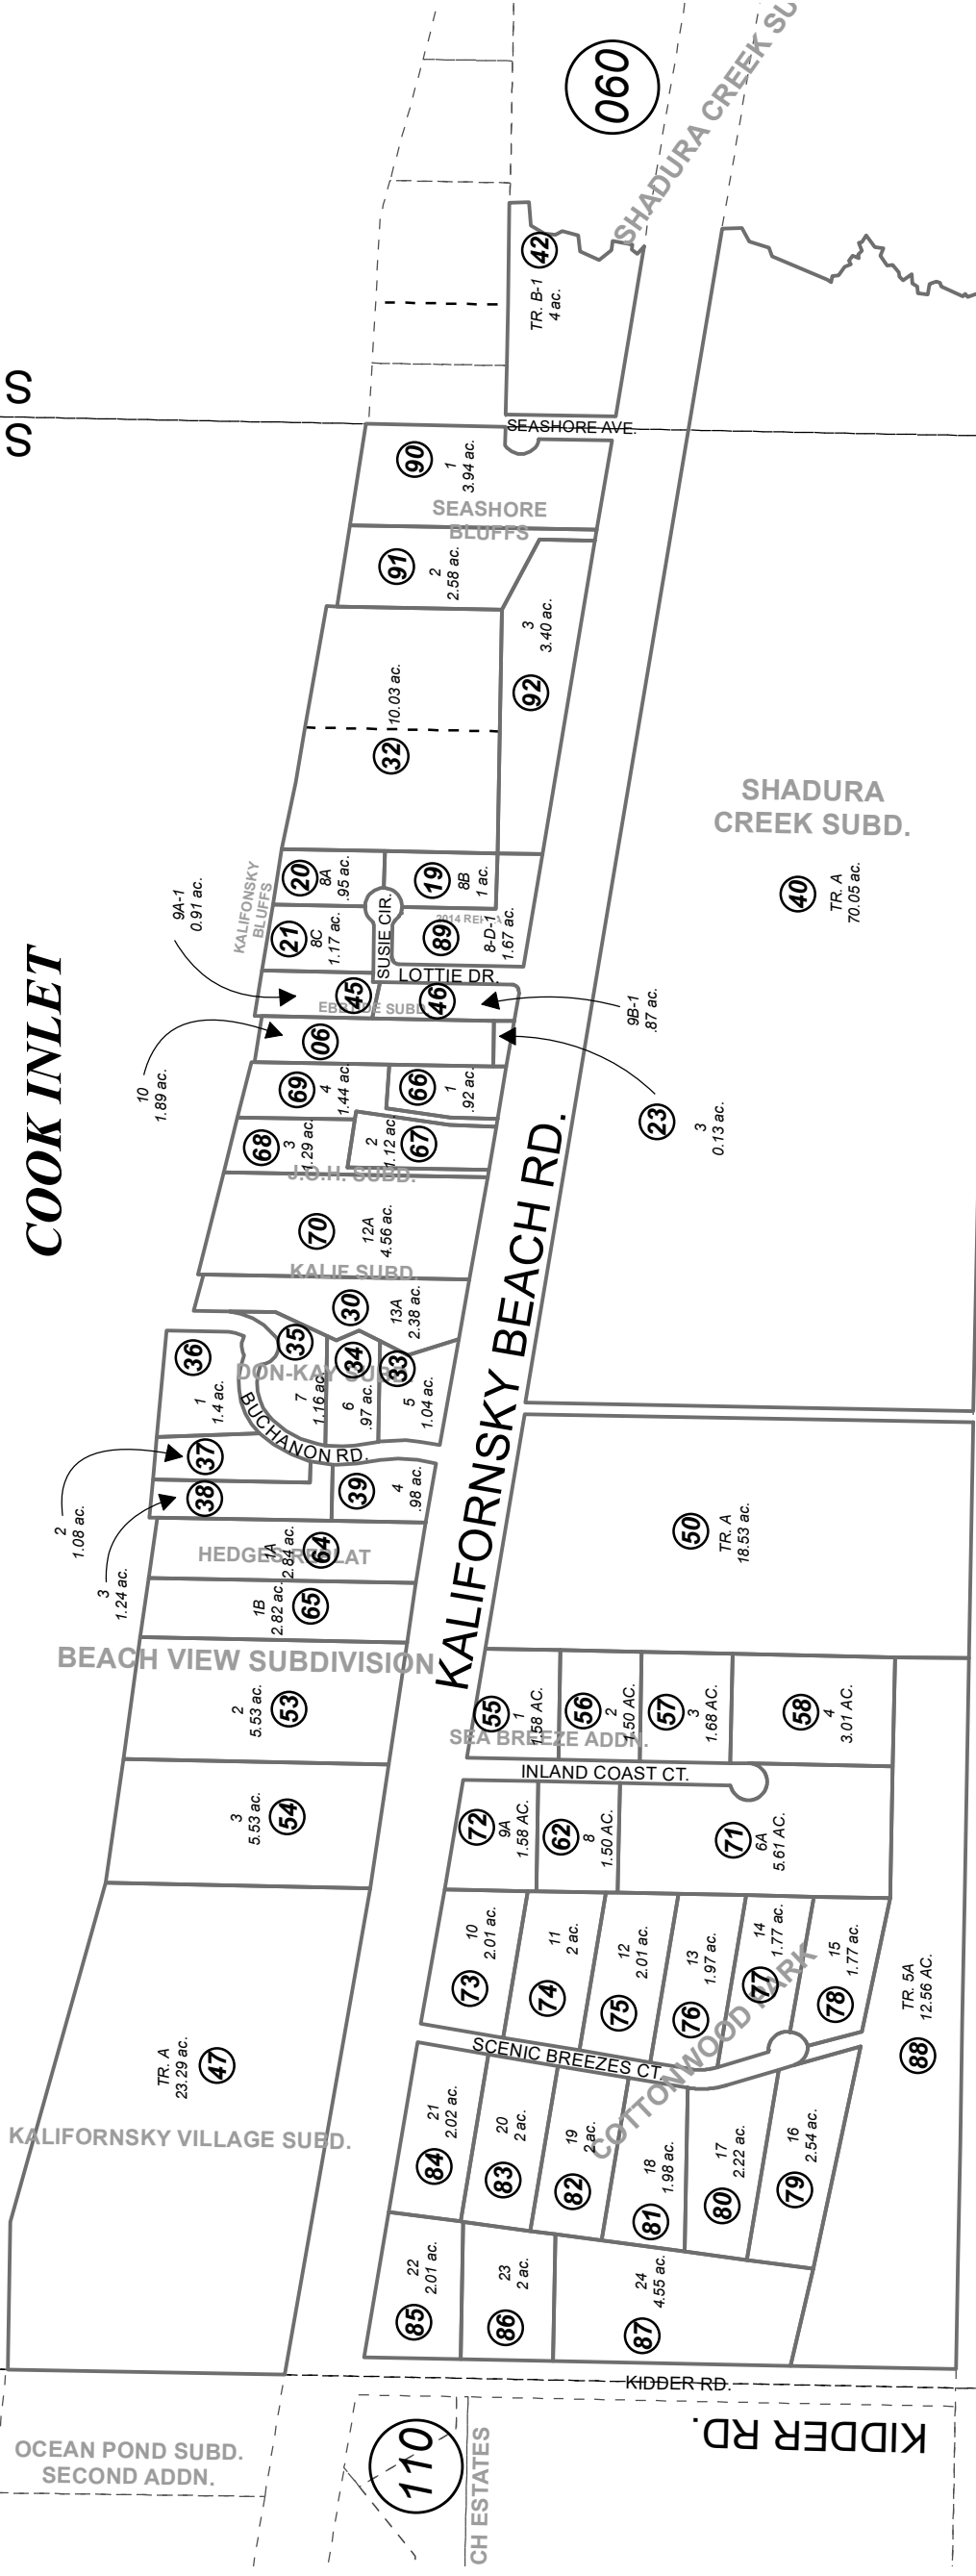 060
SHADURA CREEK SU
42
TR. B-1
4 ac.
S
S
SEASHORE AVE.
90
1
3.94 ac.
SEASHORE
BLUFFS
91
2
2.58 ac.
3
3.40 ac.
92
10.03 ac.
32
SHADURA
CREEK SUBD.
40
TR. A
70.05 ac.
KALIFONSKY
BLUFFS
20
8A
.95 ac.
19
8B
1 ac.
21
8C
1.17 ac.
SUSIE CIR.
89
8-D-1
1.67 ac.
LOTTIE DR.
9A-1
0.91 ac.
45
46
9B-1
.87 ac.
COOK INLET
06
10
1.89 ac.
23
3
0.13 ac.
69
4
1.44 ac.
66
1
.92 ac.
68
3
1.29 ac.
2
1.12 ac.
67
J.O.H. SUBD.
70
12A
4.56 ac.
KALIE SUBD.
30
13A
2.38 ac.
KALIFORNSKY BEACH RD.
36
1
1.4 ac.
35
7
1.16 ac.
34
6
.97 ac.
33
5
1.04 ac.
DON-KAY SUBD.
BUCHANON RD.
37
2
1.08 ac.
38
3
1.24 ac.
39
4
.98 ac.
HEDGES REPLAT
1A
2.84 ac.
64
1B
2.82 ac.
65
50
TR. A
18.53 ac.
BEACH VIEW SUBDIVISION
2
5.53 ac.
53
3
5.53 ac.
54
55
1
1.58 AC.
56
2
1.50 AC.
57
3
1.68 AC.
58
4
3.01 AC.
SEA BREEZE ADDN.
INLAND COAST CT.
72
9A
1.58 AC.
62
8
1.50 AC.
71
6A
5.61 AC.
10
2.01 ac.
73
11
2 ac.
74
12
2.01 ac.
75
13
1.97 ac.
76
14
1.77 ac.
77
15
1.77 ac.
78
COTTONWOOD PARK
TR. 5A
12.56 AC.
88
TR. A
23.29 ac.
47
KALIFORNSKY VILLAGE SUBD.
SCENIC BREEZES CT.
21
2.02 ac.
84
20
2 ac.
83
19
2 ac.
82
18
1.98 ac.
81
17
2.22 ac.
80
16
2.54 ac.
79
22
2.01 ac.
85
23
2 ac.
86
24
4.55 ac.
87
KIDDER RD.
KIDDER RD.
OCEAN POND SUBD.
SECOND ADDN.
110
CH ESTATES